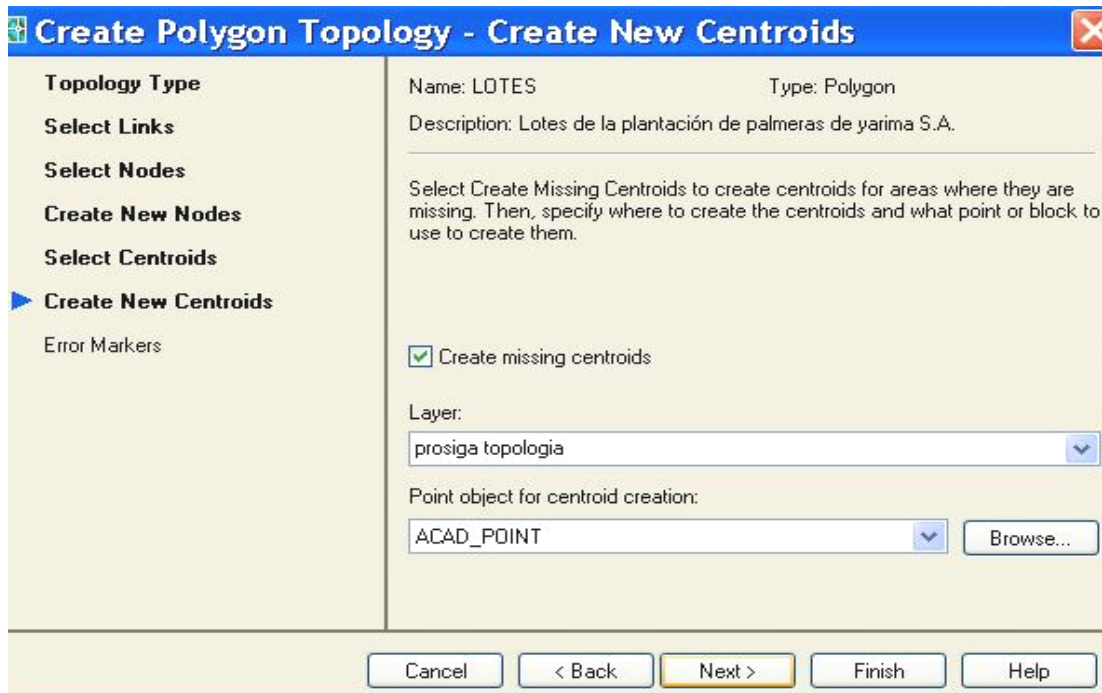 Create Polygon Topology - Create New Centroids
Topology Type
Select Links
Select Nodes
Create New Nodes
Select Centroids
Create New Centroids
Error Markers
Name: LOTES Type: Polygon
Description: Lotes de la plantación de palmeras de yarima S.A.
Select Create Missing Centroids to create centroids for areas where they are
missing. Then, specify where to create the centroids and what point or block to
use to create them.
Create missing centroids
Layer:
prosiga topologia
Point object for centroid creation:
ACAD_POINT
Browse...
Cancel
< Back
Next >
Finish
Help